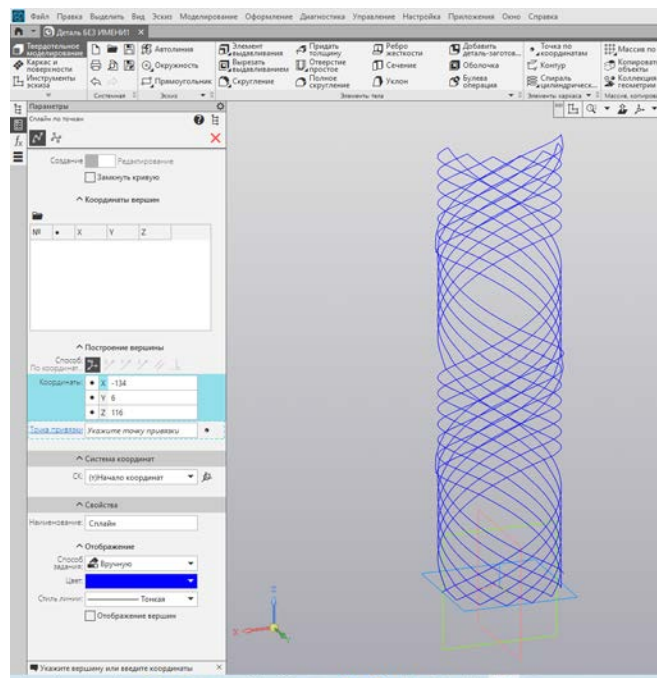 Файл Правка Выделить Вид Эскиз Моделирование Оформление Диагностика Управление Настройка Приложения Окно Справка
Деталь БЕЗ ИМЕНИ1 ×
Твердотельное моделирование
Каркас и поверхности
Инструменты эскиза
Системная
Автолиния
Окружность
Прямоугольник
Эскиз
Элемент выдавливания
Вырезать выдавливанием
Скругление
Придать толщину
Отверстие простое
Полное скругление
Ребро жесткости
Сечение
Уклон
Добавить деталь-заготов...
Оболочка
Булева операция
Элементы тела
Точка по координатам
Контур
Спираль цилиндрическ...
Элементы каркаса
Массив по
Копироват объекты
Коллекция геометрии
Массив, копиров
Параметры
Сплайн по точкам
Создание Редактирование
Замкнуть кривую
Координаты вершин
№ X Y Z
Построение вершины
Способ:
По координат...
Координаты: X -134
Y 6
Z 116
Точка привязки Укажите точку привязки
Система координат
СК: (т)Начало координат
Свойства
Наименование: Сплайн
Отображение
Способ задания: Вручную
Цвет:
Стиль линии: Тонкая
Отображение вершин
Укажите вершину или введите координаты ×